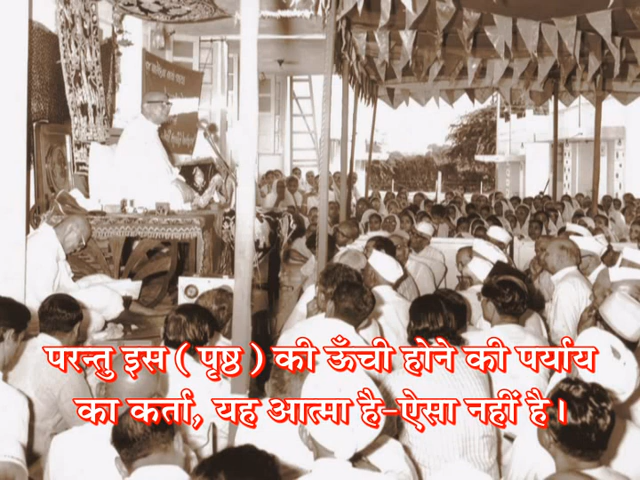 परन्तु इस ( पृष्ठ ) की ऊँची होने की पर्याय
का कर्ता, यह आत्मा है-ऐसा नहीं है।